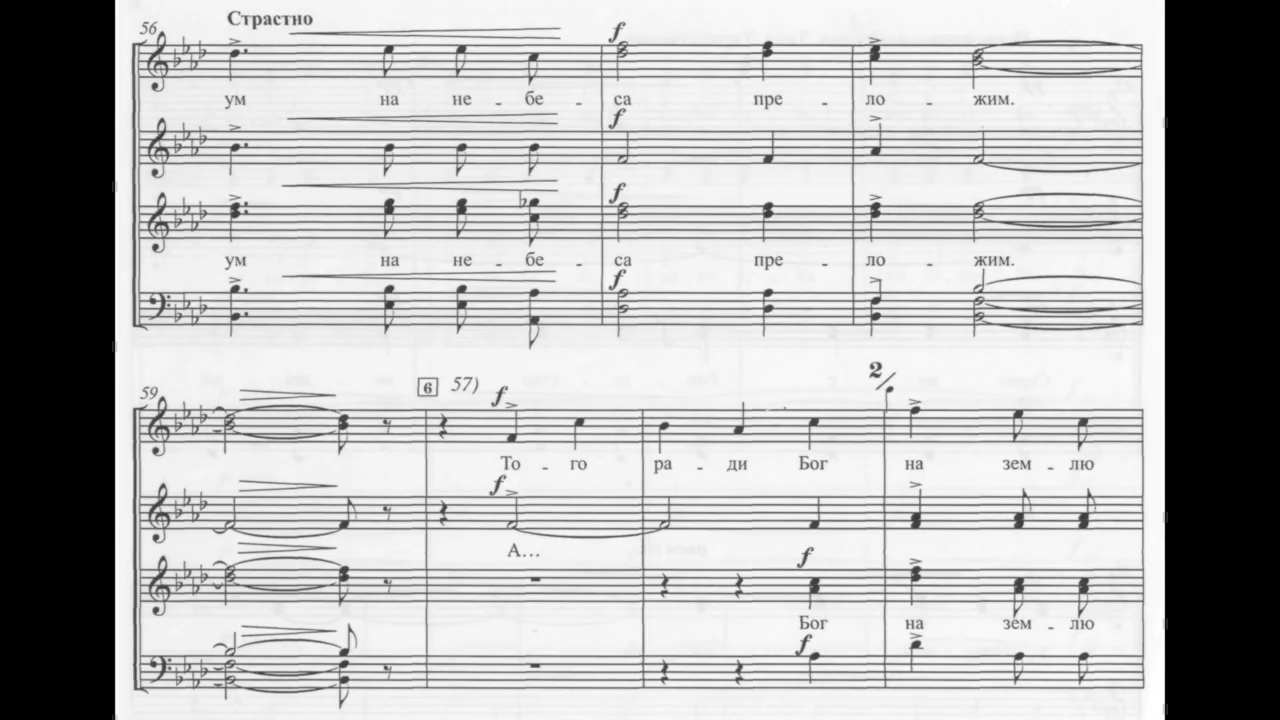 Страстно
56
f
ум на не - бе - са пре - ло - жим.
f
f
ум на не - бе - са пре - ло - жим.
f
2
59 6 57)
f
То - го ра - ди Бог на зем - лю
f
А...
f
Бог на зем - лю
f